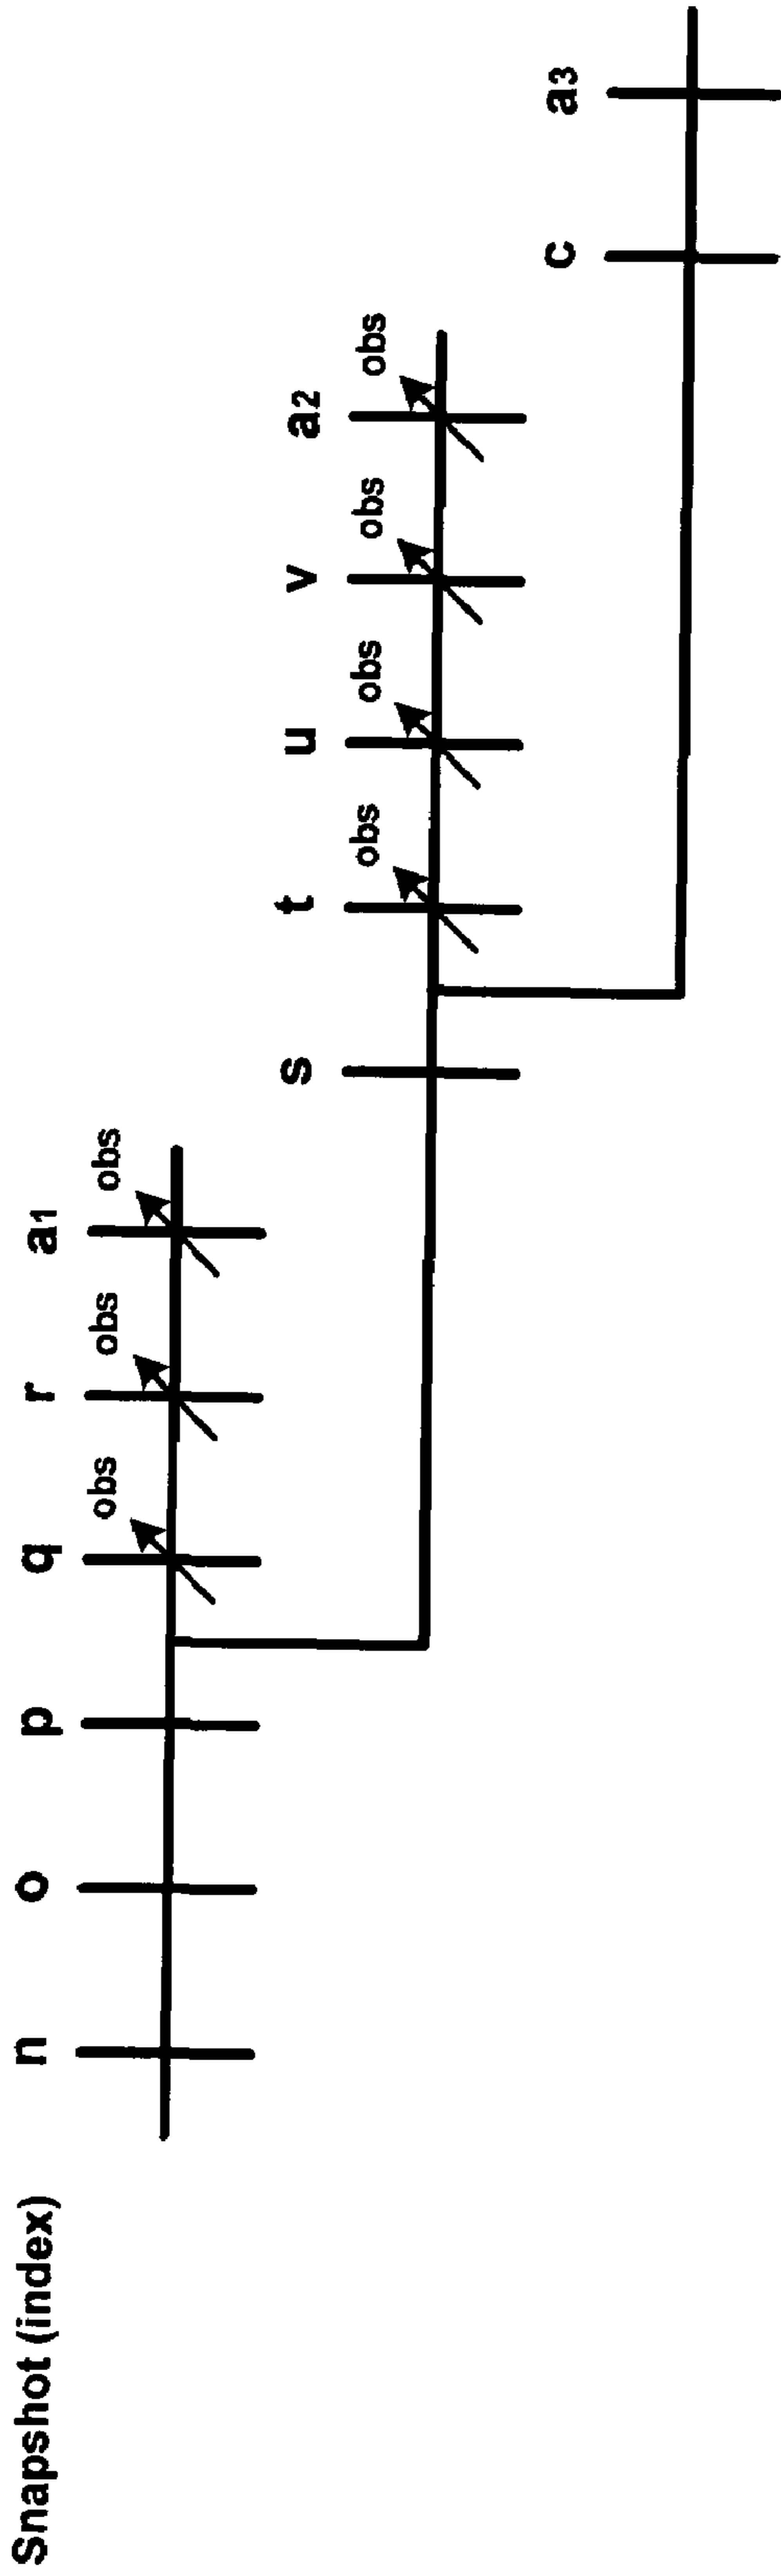 Snapshot (index) n o p q r a1
obs obs obs
s t u v a2
obs obs obs obs
c a3